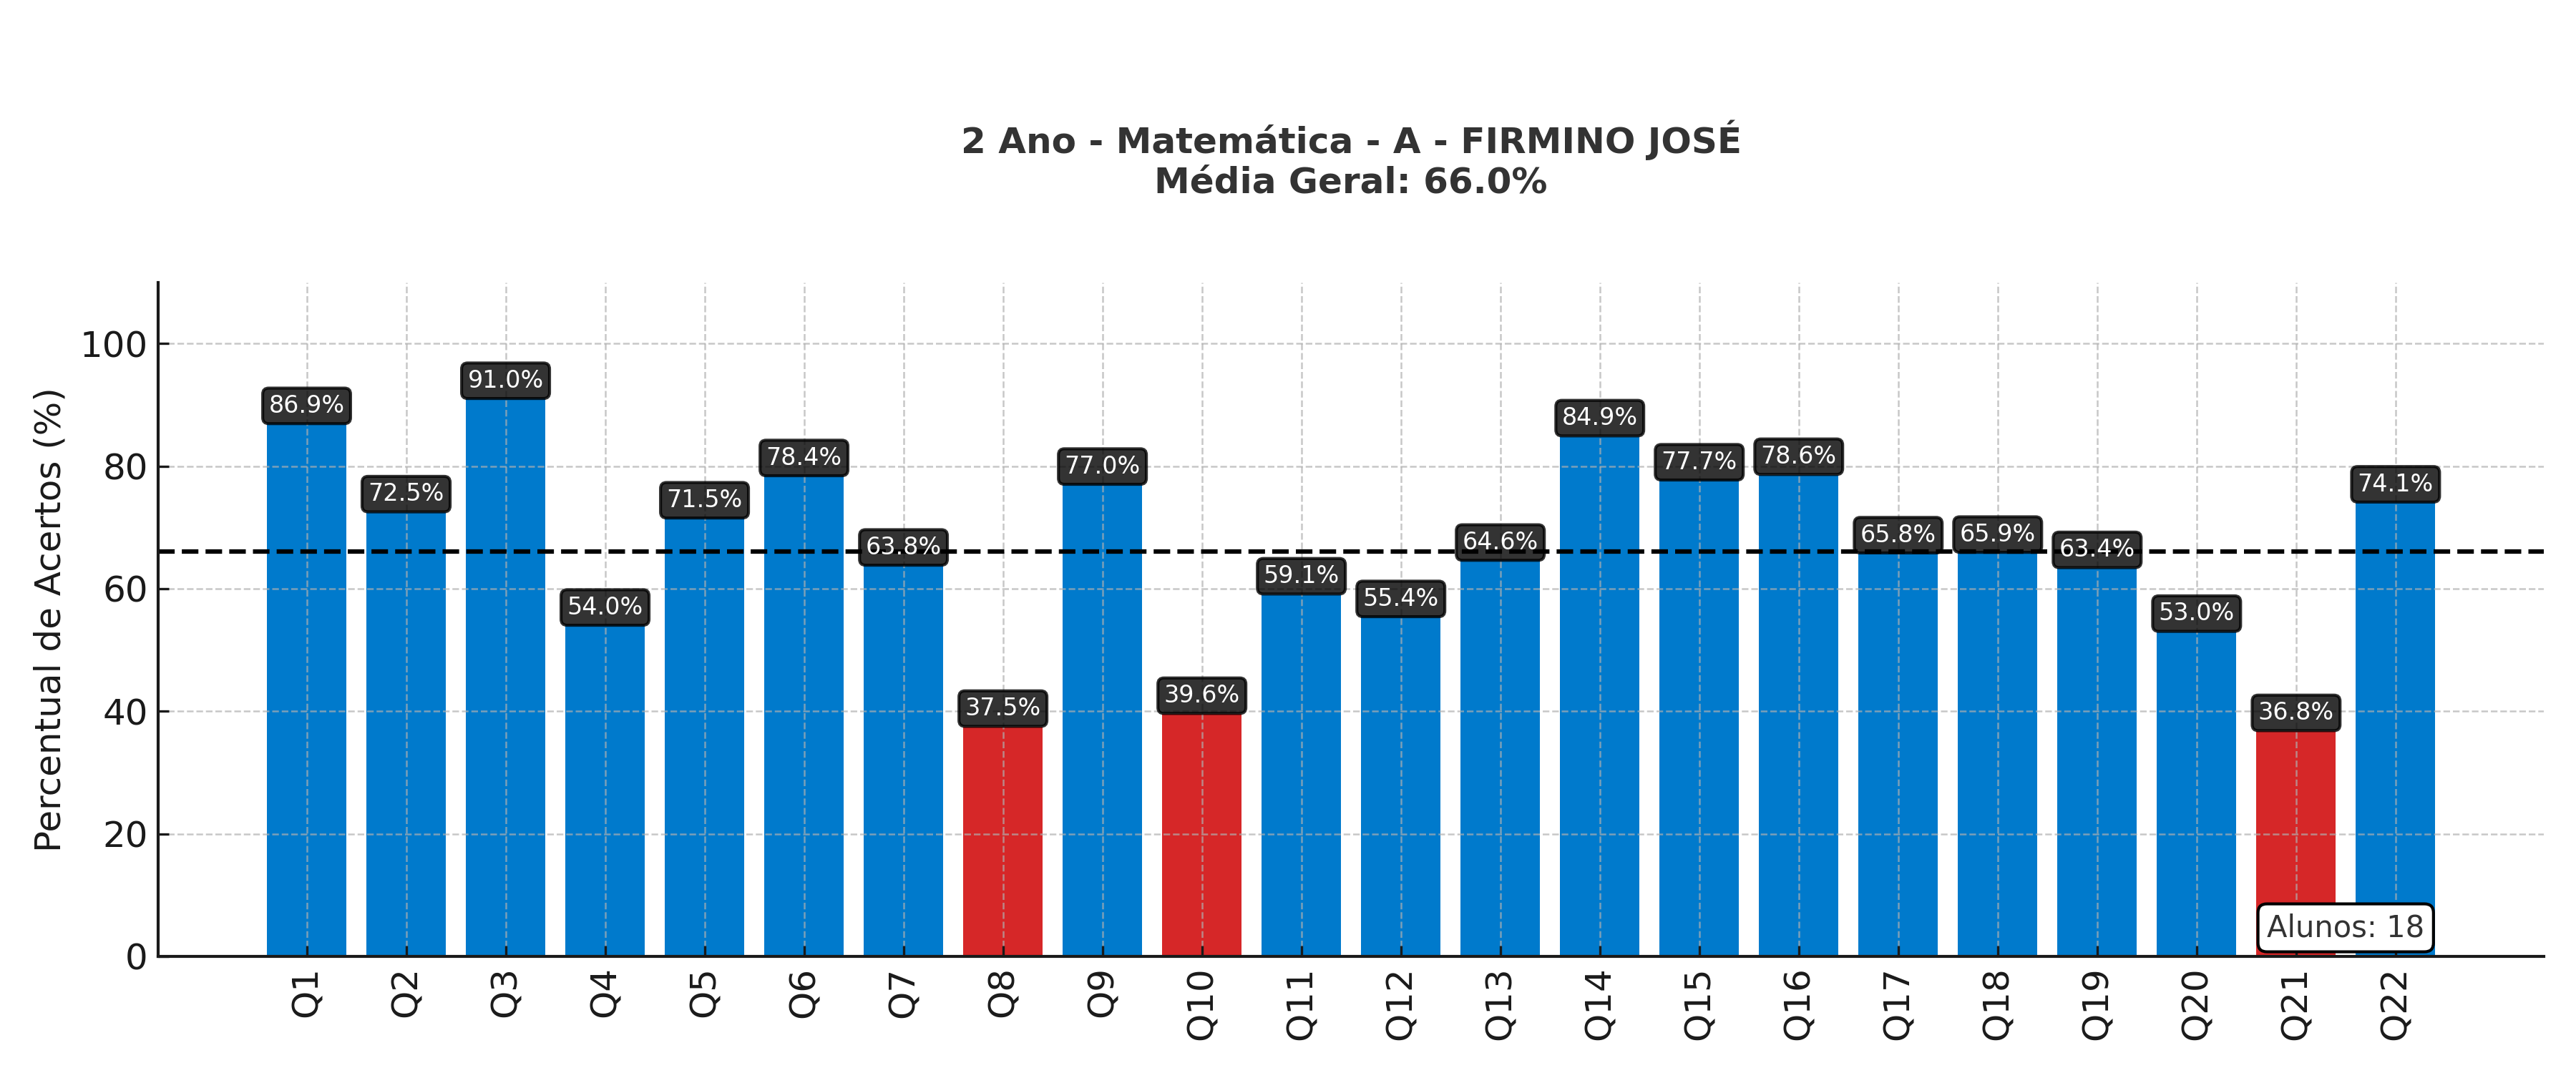 2 Ano - Matemática - A - FIRMINO JOSÉ
Média Geral: 66.0%
Percentual de Acertos (%)
100
80
60
40
20
0
86.9%
72.5%
91.0%
54.0%
71.5%
78.4%
63.8%
37.5%
77.0%
39.6%
59.1%
55.4%
64.6%
84.9%
77.7%
78.6%
65.8%
65.9%
63.4%
53.0%
36.8%
74.1%
Alunos: 18
Q1
Q2
Q3
Q4
Q5
Q6
Q7
Q8
Q9
Q10
Q11
Q12
Q13
Q14
Q15
Q16
Q17
Q18
Q19
Q20
Q21
Q22